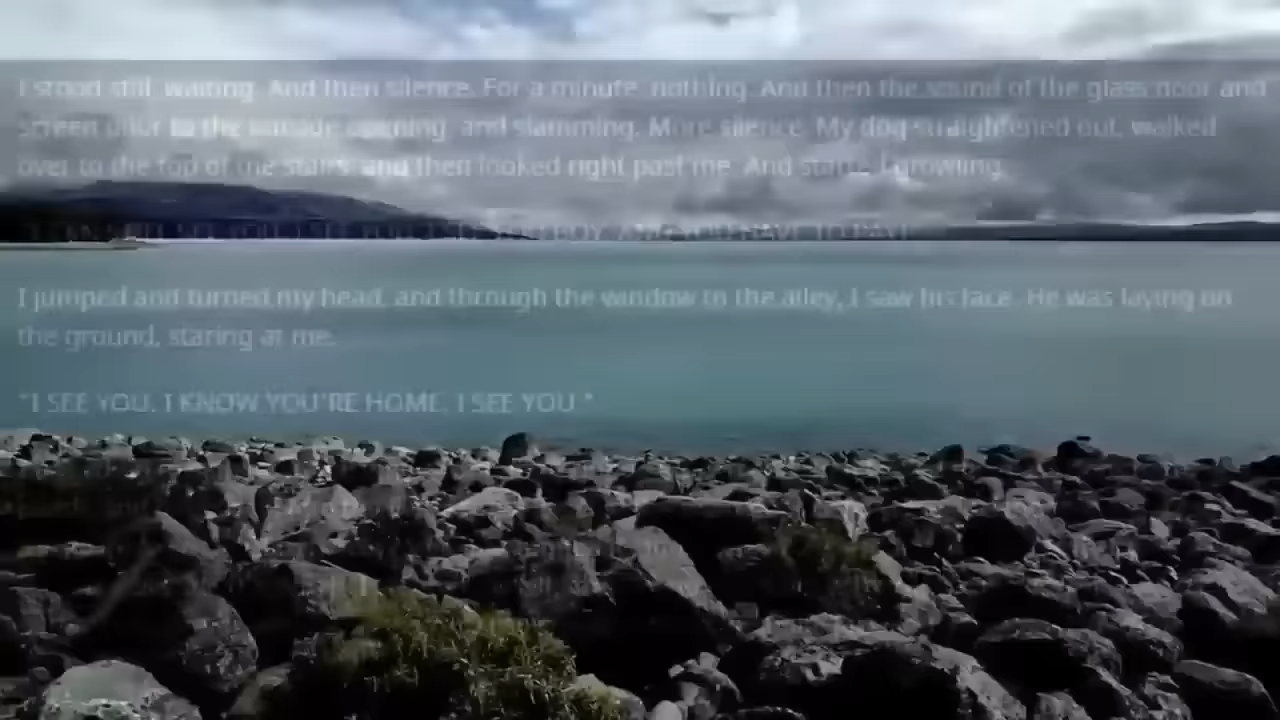 I stood still, waiting. And then silence. For a minute, nothing. And then the sound of the glass door and
screen door to the outside opening, and slamming. More silence. My dog straightened out, walked
over to the top of the stairs, and then looked right past me. And started growling.
I jumped and turned my head, and through the window to the alley, I saw his face. He was laying on
the ground, staring at me.
"I SEE YOU. I KNOW YOU'RE HOME. I SEE YOU."